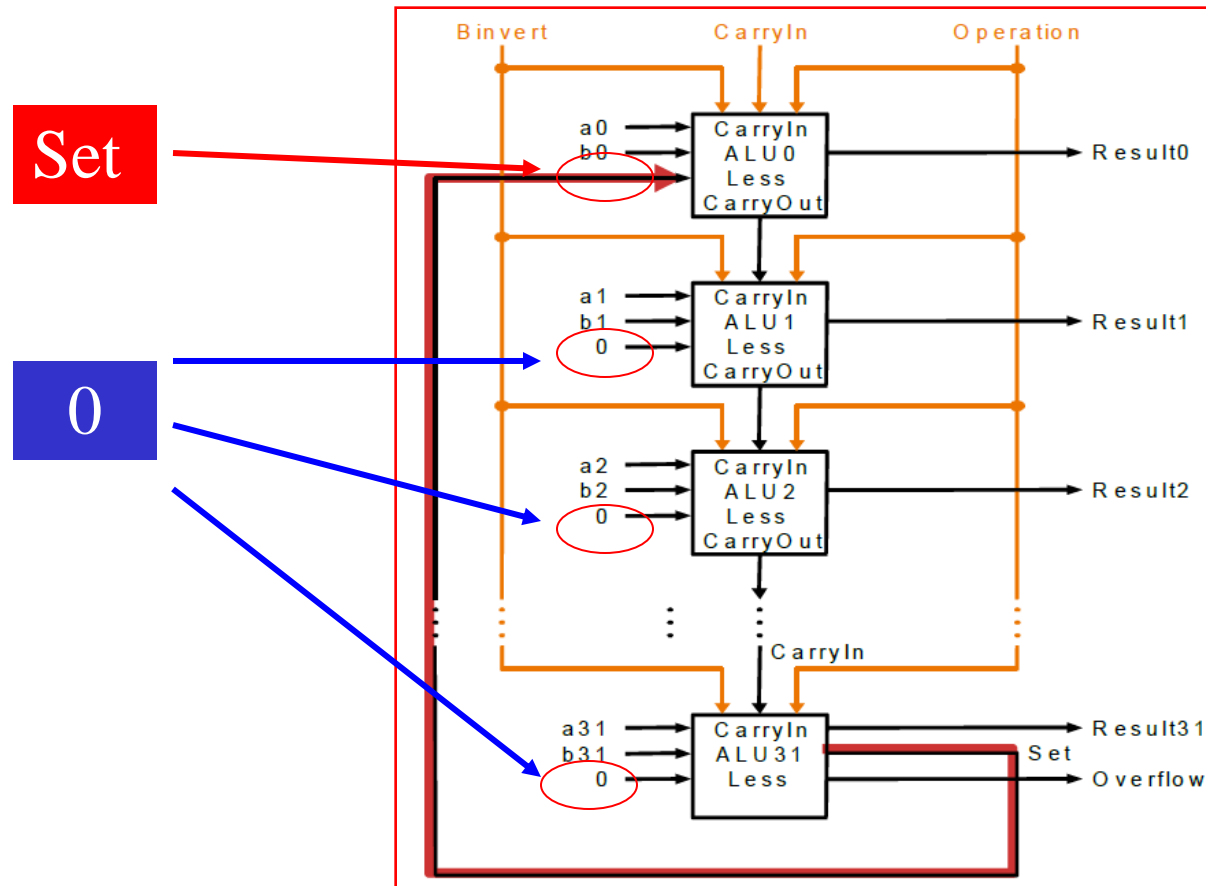 Binvert CarryIn Operation
Set
a0 CarryIn
b0 ALU0 Result0
Less
CarryOut
a1 CarryIn
b1 ALU1 Result1
0 Less
CarryOut
0
a2 CarryIn
b2 ALU2 Result2
0 Less
CarryOut
CarryIn
a31 CarryIn Result31
b31 ALU31 Set
0 Less Overflow